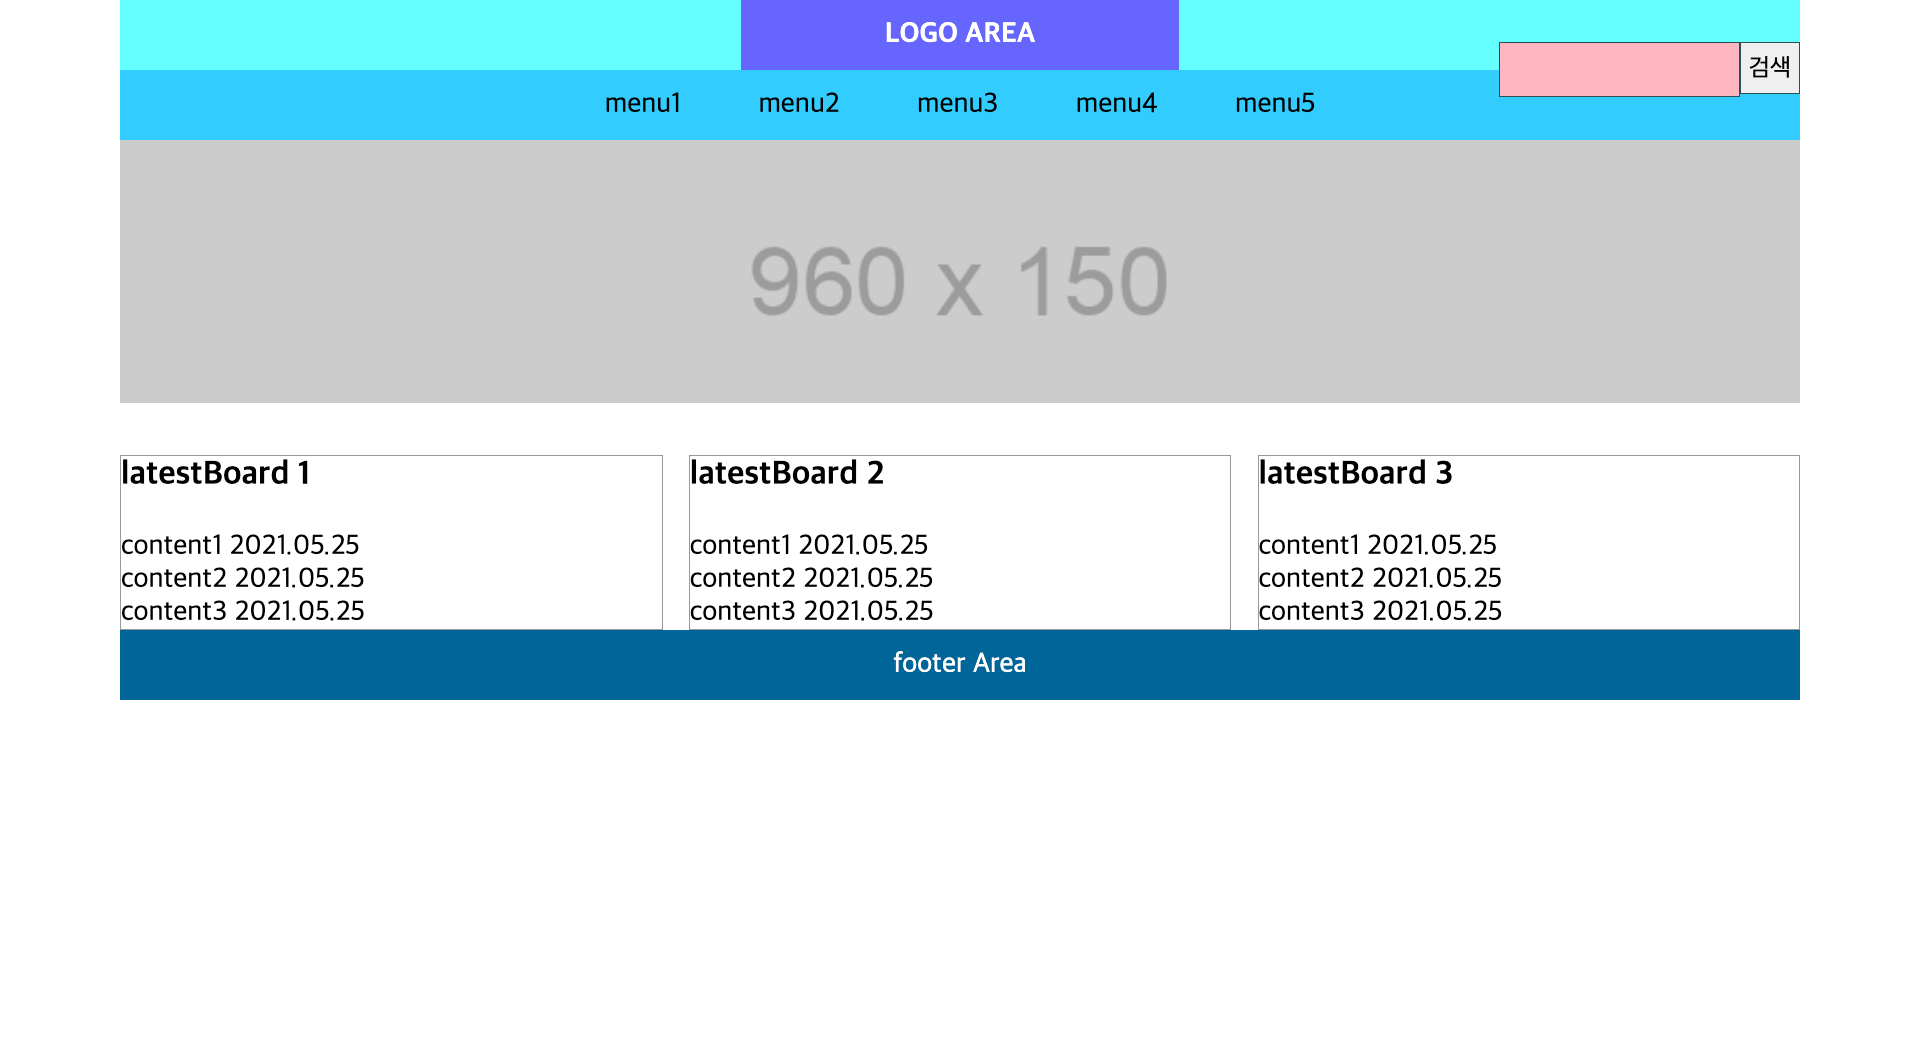 LOGO AREA
검색
menu1 menu2 menu3 menu4 menu5
960 x 150
latestBoard 1
content1 2021.05.25
content2 2021.05.25
content3 2021.05.25
latestBoard 2
content1 2021.05.25
content2 2021.05.25
content3 2021.05.25
latestBoard 3
content1 2021.05.25
content2 2021.05.25
content3 2021.05.25
footer Area